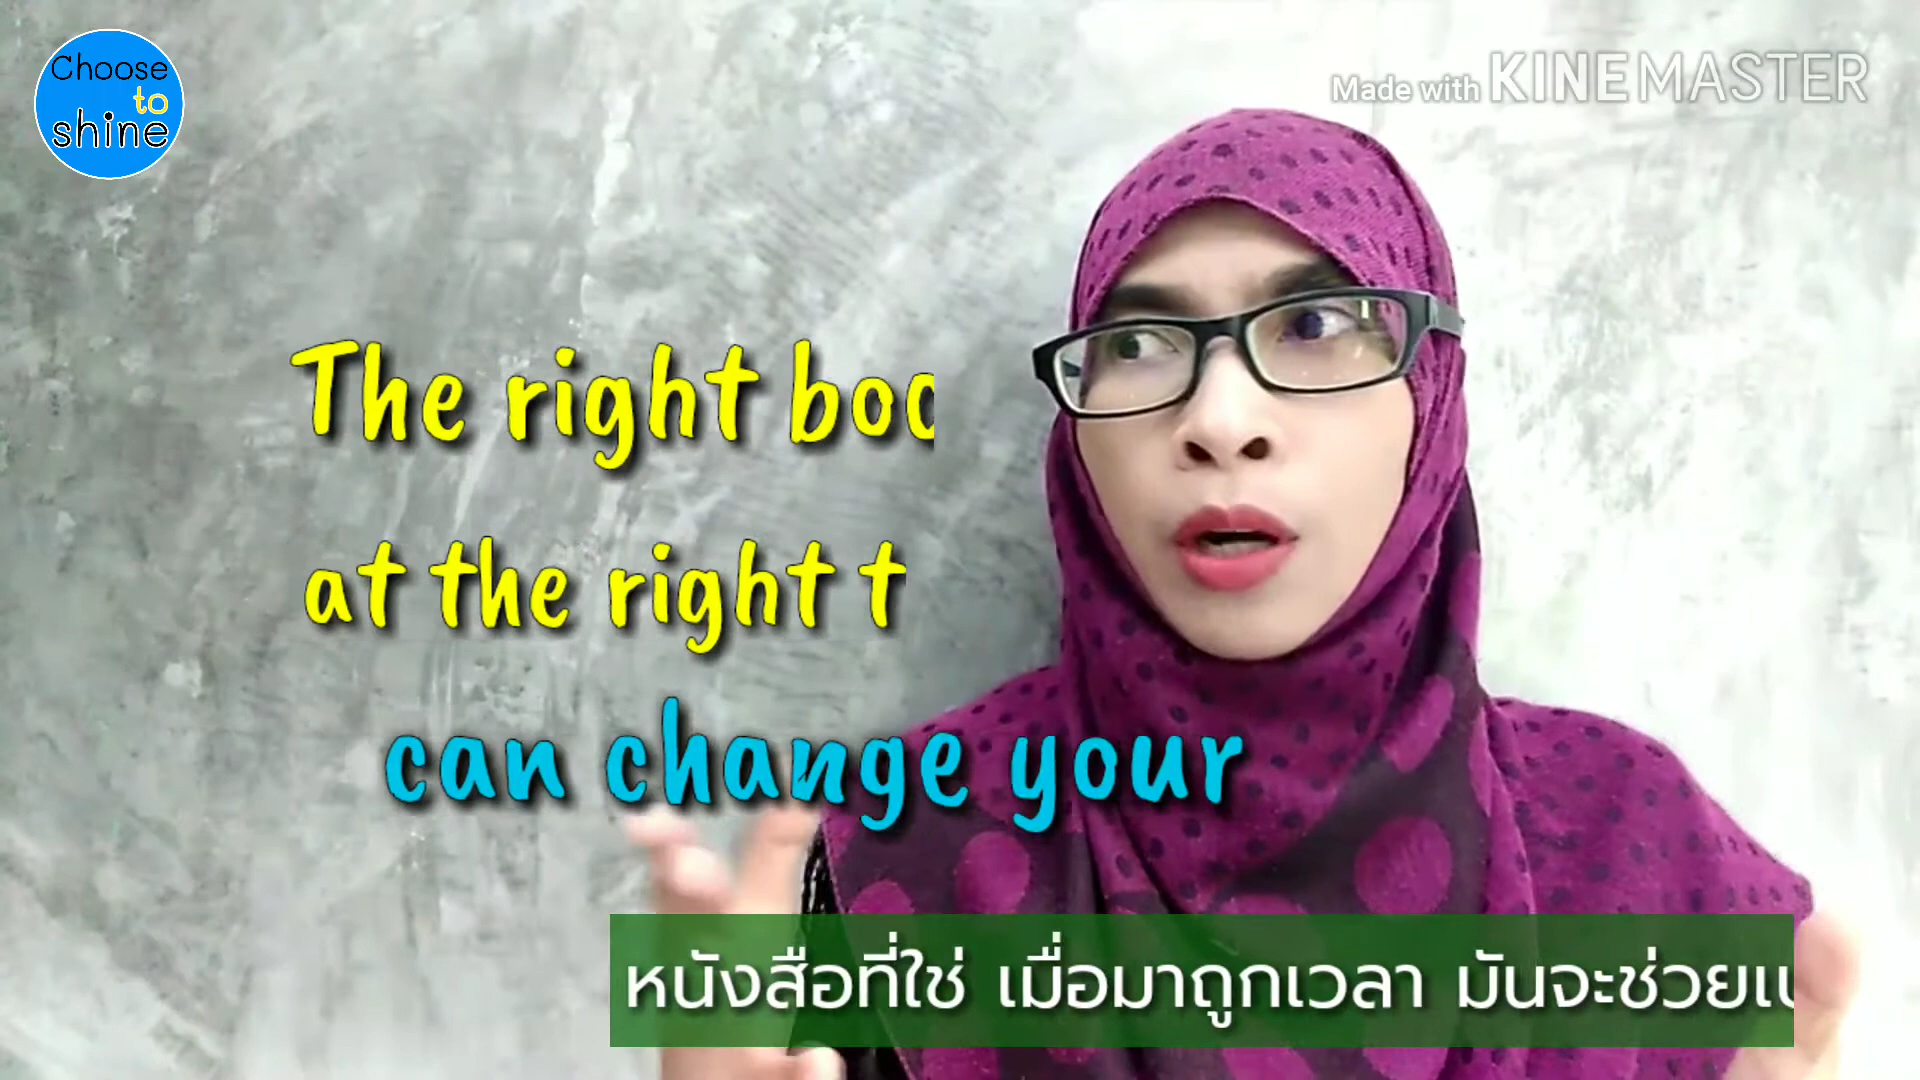 Choose
to
shine
Made with KINEMASTER
The right boo
at the right t
can change your
หนังสือที่ใช่ เมื่อมาถูกเวลา มันจะช่วยเป